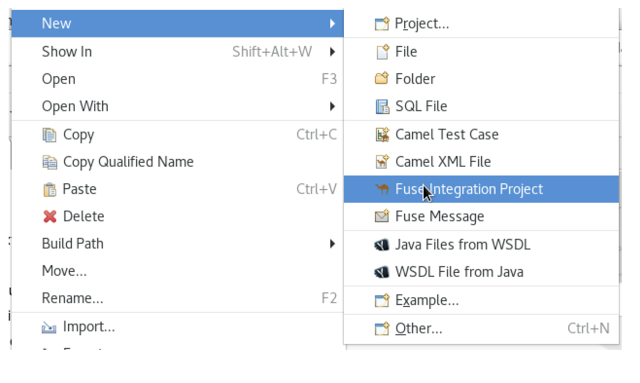 New
Show In Shift+Alt+W
Open F3
Open With
Copy Ctrl+C
Copy Qualified Name
Paste Ctrl+V
Delete
Build Path
Move...
Rename... F2
Import...
Project...
File
Folder
SQL File
Camel Test Case
Camel XML File
Fuse Integration Project
Fuse Message
Java Files from WSDL
WSDL File from Java
Example...
Other... Ctrl+N